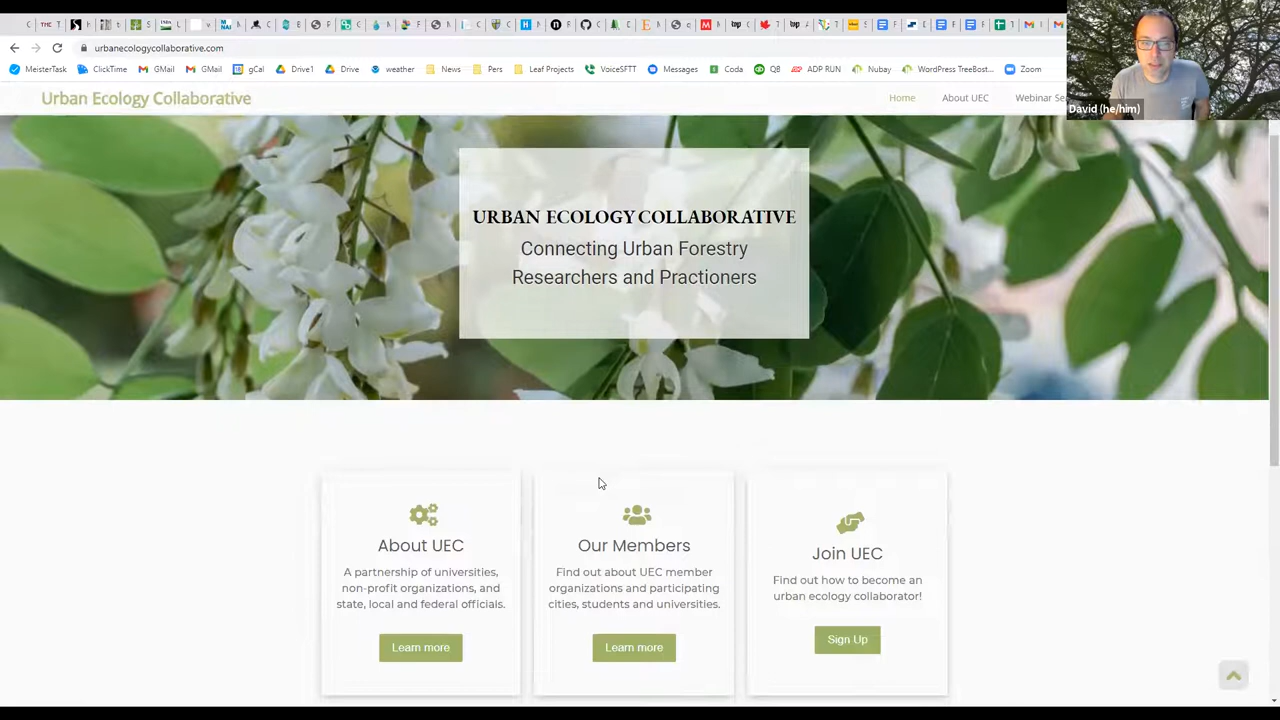 urbanecologycollaborative.com
MeisterTask ClickTime GMail GMail gCal Drive1 Drive weather News Pers Leaf Projects VoiceSFTT Messages Coda QB ADP RUN Nubay WordPress TreeBost... Zoom
Urban Ecology Collaborative Home About UEC Webinar Se
David (he/him)
URBAN ECOLOGY COLLABORATIVE
Connecting Urban Forestry
Researchers and Practioners
About UEC
A partnership of universities,
non-profit organizations, and
state, local and federal officials.
Learn more
Our Members
Find out about UEC member
organizations and participating
cities, students and universities.
Learn more
Join UEC
Find out how to become an
urban ecology collaborator!
Sign Up